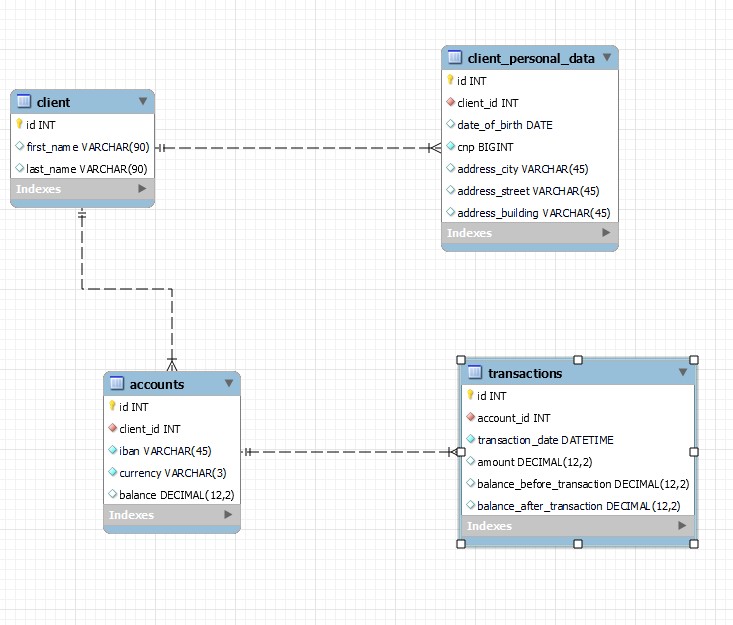 client
id INT
first_name VARCHAR(90)
last_name VARCHAR(90)
Indexes
client_personal_data
id INT
client_id INT
date_of_birth DATE
cnp BIGINT
address_city VARCHAR(45)
address_street VARCHAR(45)
address_building VARCHAR(45)
Indexes
accounts
id INT
client_id INT
iban VARCHAR(45)
currency VARCHAR(3)
balance DECIMAL(12,2)
Indexes
transactions
id INT
account_id INT
transaction_date DATETIME
amount DECIMAL(12,2)
balance_before_transaction DECIMAL(12,2)
balance_after_transaction DECIMAL(12,2)
Indexes